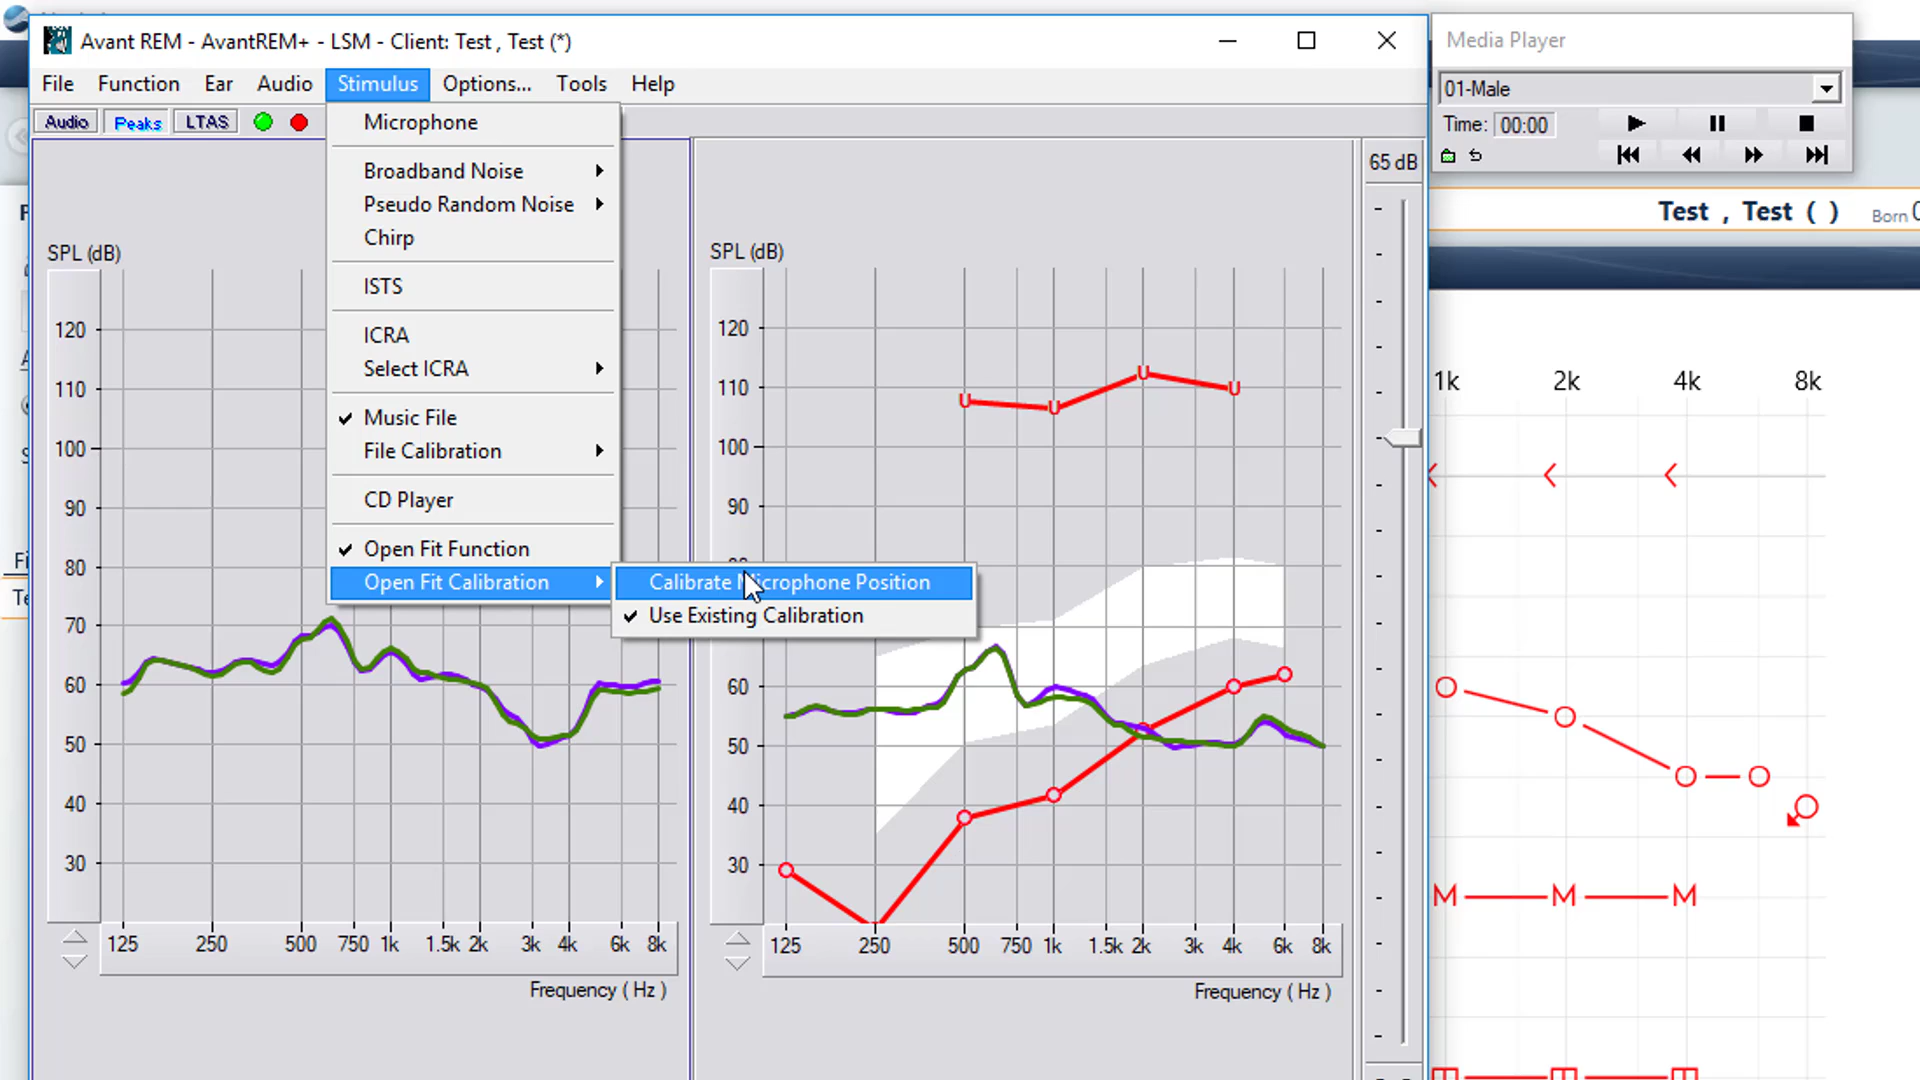 Avant REM - AvantREM+ - LSM - Client: Test , Test (*)
File Function Ear Audio Stimulus Options... Tools Help
Audio Peaks LTAS
Microphone
Broadband Noise
Pseudo Random Noise
Chirp
ISTS
ICRA
Select ICRA
Music File
File Calibration
CD Player
Open Fit Function
Open Fit Calibration
Calibrate Microphone Position
Use Existing Calibration
SPL (dB)
120
110
100
90
80
70
60
50
40
30
125 250 500 750 1k 1.5k 2k 3k 4k 6k 8k
Frequency ( Hz )
SPL (dB)
120
110
100
90
60
50
40
30
U U U U
125 250 500 750 1k 1.5k 2k 3k 4k 6k 8k
Frequency ( Hz )
65 dB
Media Player
01-Male
Time: 00:00
Test , Test ( ) Born
1k 2k 4k 8k
M M M